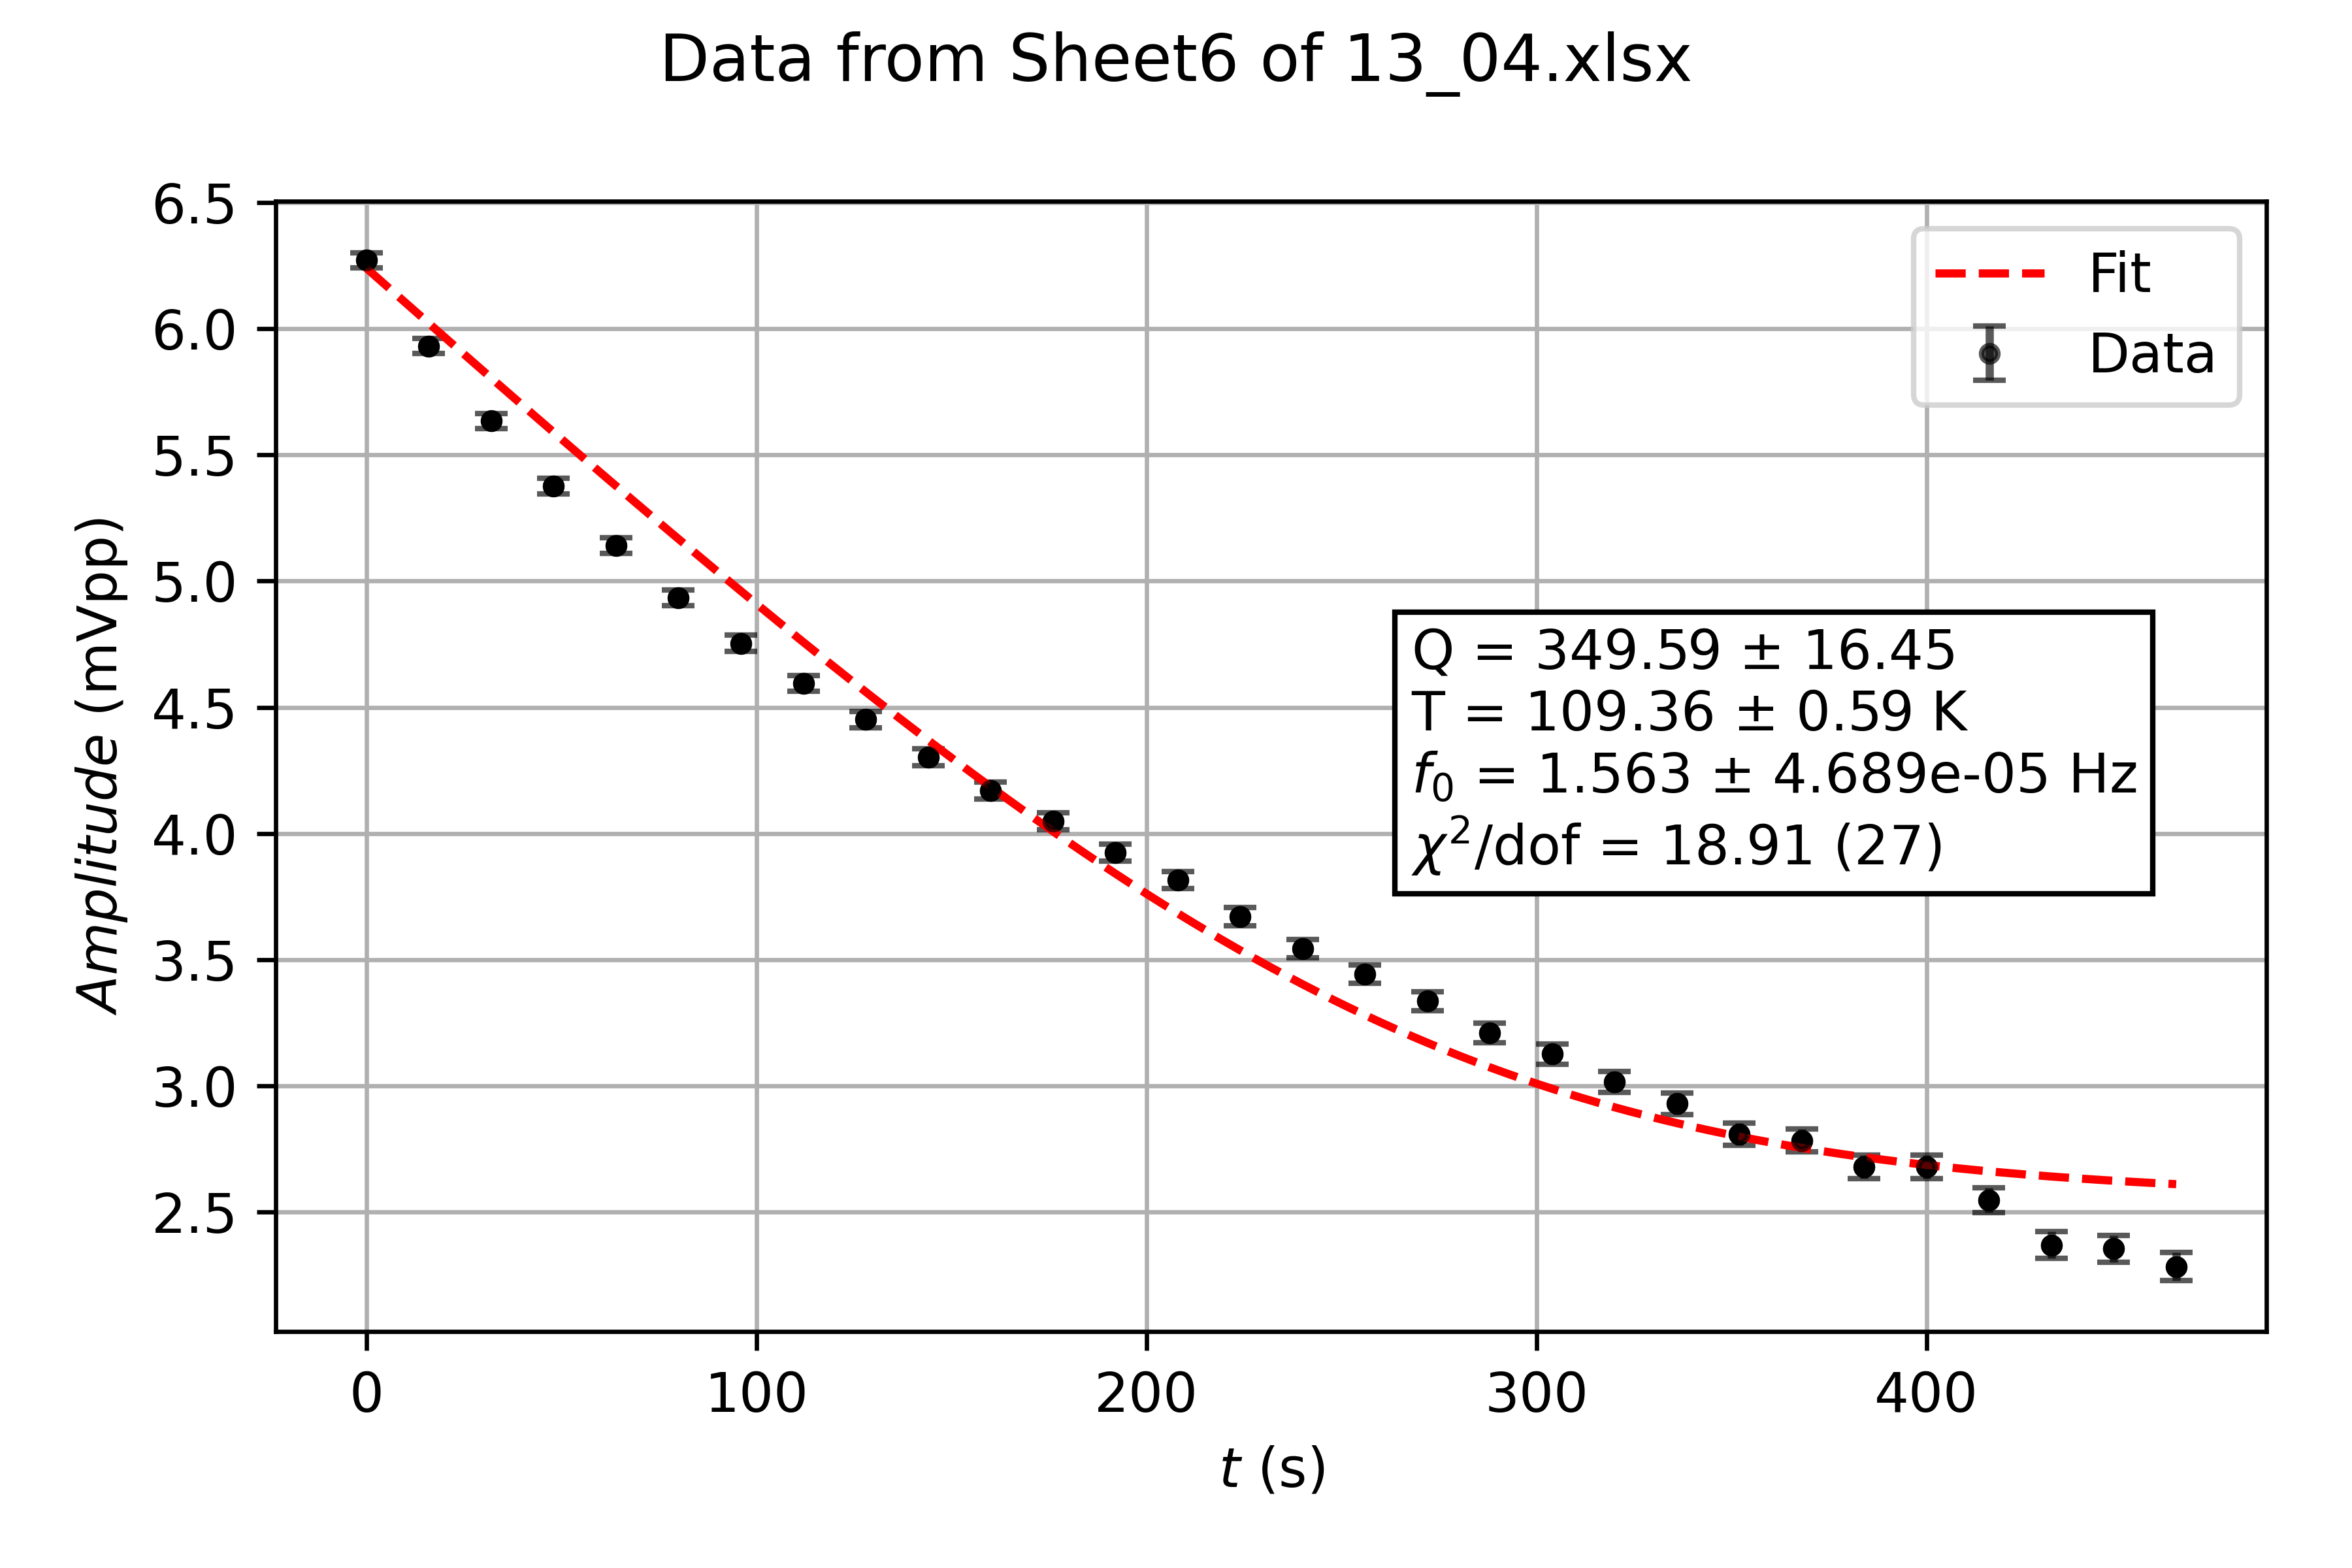 Data from Sheet6 of 13_04.xlsx
6.5
6.0
5.5
5.0
4.5
4.0
3.5
3.0
2.5
Amplitude (mVpp)
Fit
Data
Q = 349.59 ± 16.45
T = 109.36 ± 0.59 K
f₀ = 1.563 ± 4.689e-05 Hz
χ²/dof = 18.91 (27)
0 100 200 300 400
t (s)